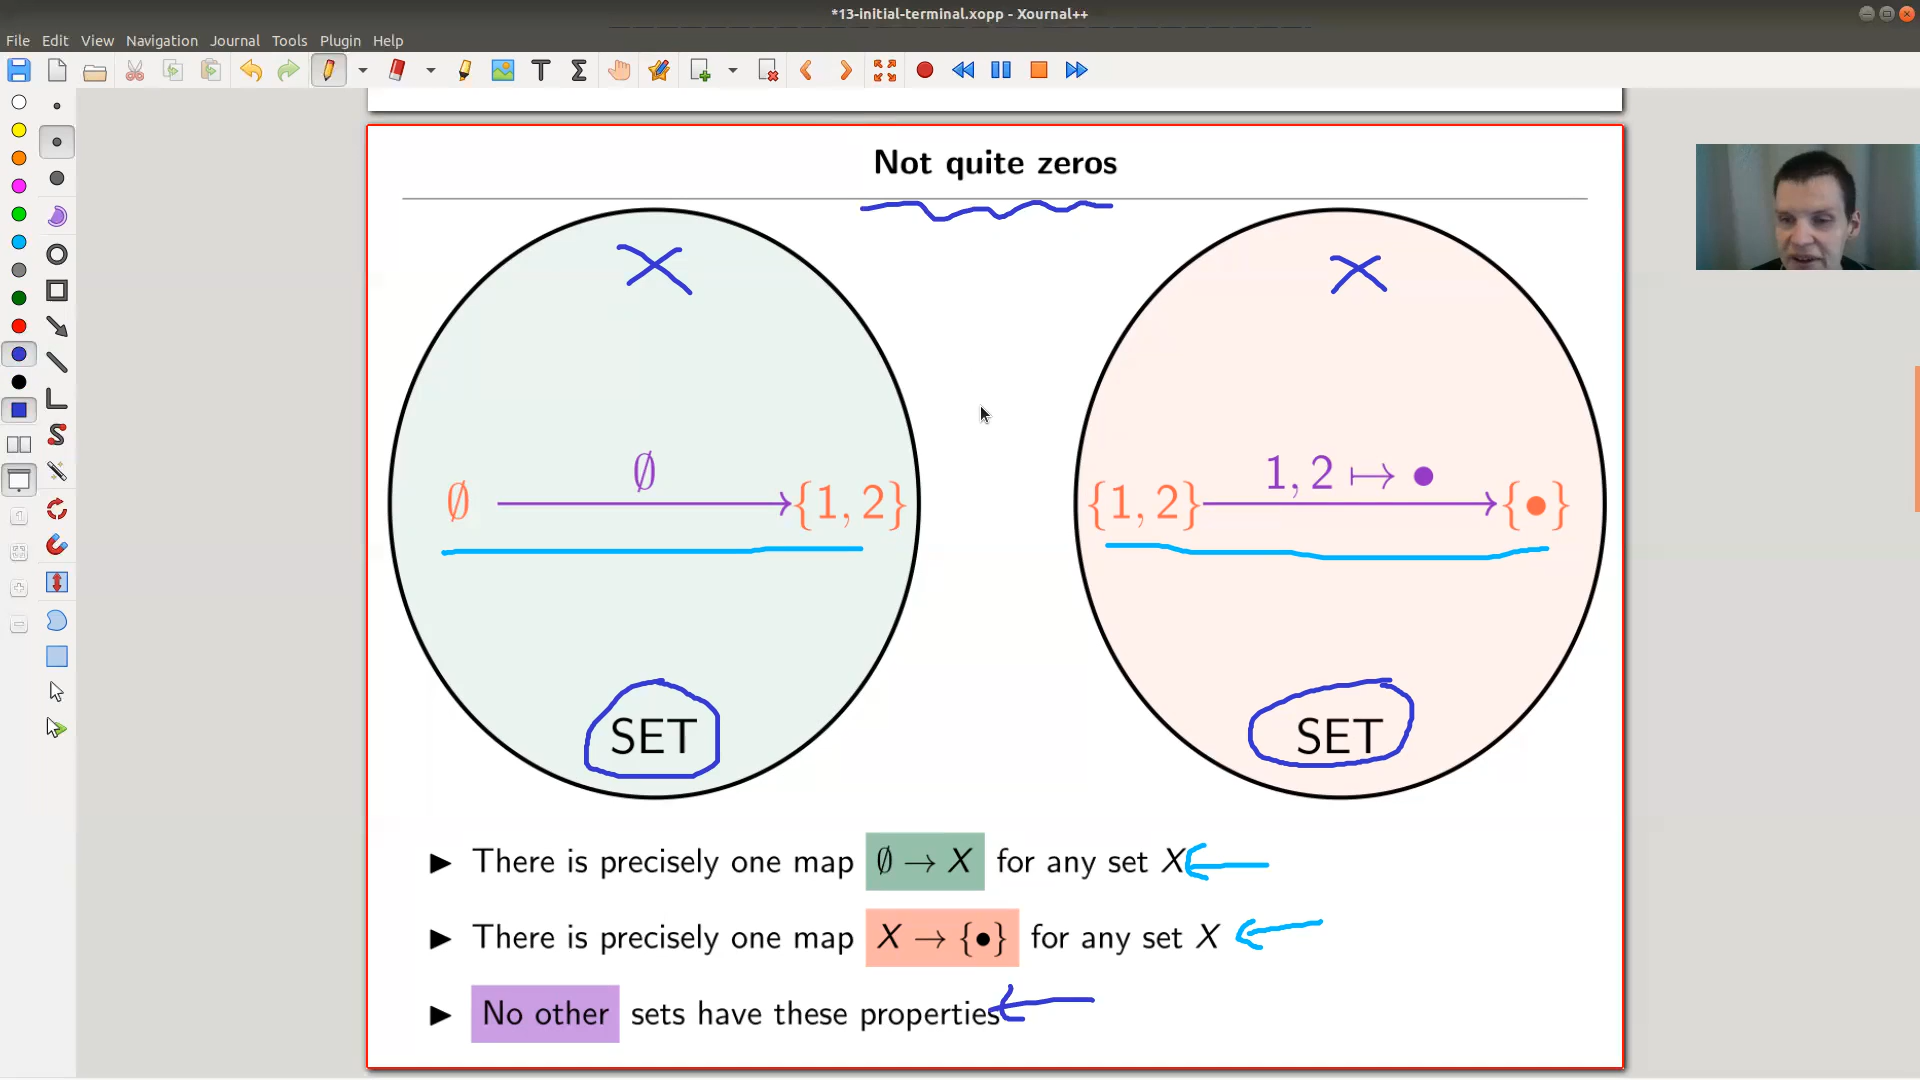 *13-initial-terminal.xopp - Xournal++
File Edit View Navigation Journal Tools Plugin Help
Not quite zeros
X
X
∅
∅ ⟶ {1, 2}
1, 2 ↦ •
{1, 2} ⟶ {•}
SET
SET
▶ There is precisely one map ∅ → X for any set X
▶ There is precisely one map X → {•} for any set X
▶ No other sets have these properties